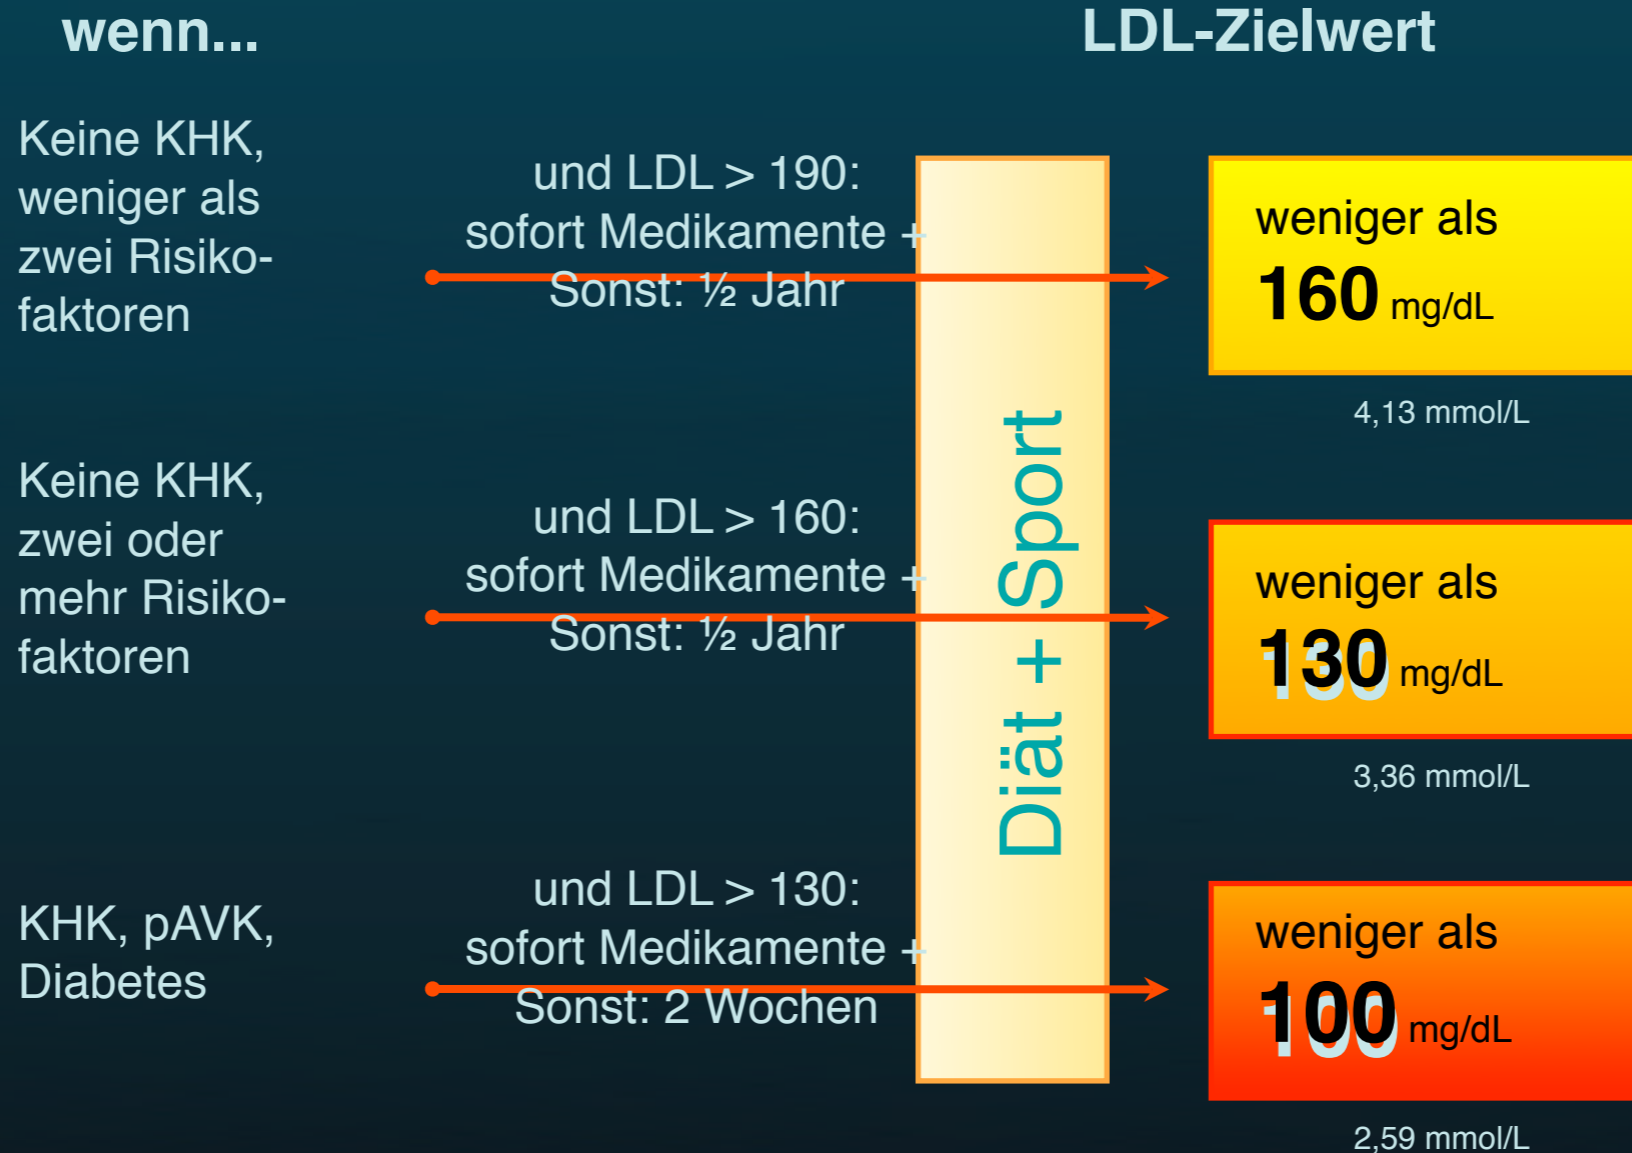 wenn...
LDL-Zielwert
Keine KHK,
weniger als
zwei Risiko-
faktoren
und LDL > 190:
sofort Medikamente +
Sonst: ½ Jahr
weniger als
160 mg/dL
4,13 mmol/L
Keine KHK,
zwei oder
mehr Risiko-
faktoren
und LDL > 160:
sofort Medikamente +
Sonst: ½ Jahr
Diät + Sport
weniger als
130 mg/dL
3,36 mmol/L
KHK, pAVK,
Diabetes
und LDL > 130:
sofort Medikamente +
Sonst: 2 Wochen
weniger als
100 mg/dL
2,59 mmol/L